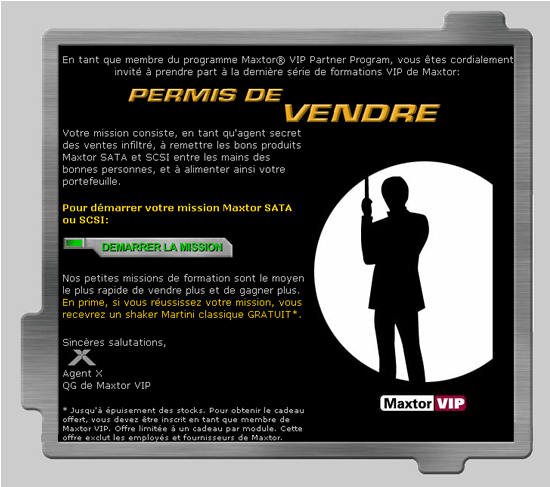 En tant que membre du programme Maxtor® VIP Partner Program, vous êtes cordialement
invité à prendre part à la dernière série de formations VIP de Maxtor:
PERMIS DE
VENDRE
Votre mission consiste, en tant qu'agent secret
des ventes infiltré, à remettre les bons produits
Maxtor SATA et SCSI entre les mains des
bonnes personnes, et à alimenter ainsi votre
portefeuille.
Pour démarrer votre mission Maxtor SATA
ou SCSI:
DEMARRER LA MISSION
Nos petites missions de formation sont le moyen
le plus rapide de vendre plus et de gagner plus.
En prime, si vous réussissez votre mission, vous
recevrez un shaker Martini classique GRATUIT*.
Sincères salutations,
X
Agent X
QG de Maxtor VIP
Maxtor VIP
* Jusqu'à épuisement des stocks. Pour obtenir le cadeau
offert, vous devez être inscrit en tant que membre de
Maxtor VIP. Offre limitée à un cadeau par module. Cette
offre exclut les employés et fournisseurs de Maxtor.